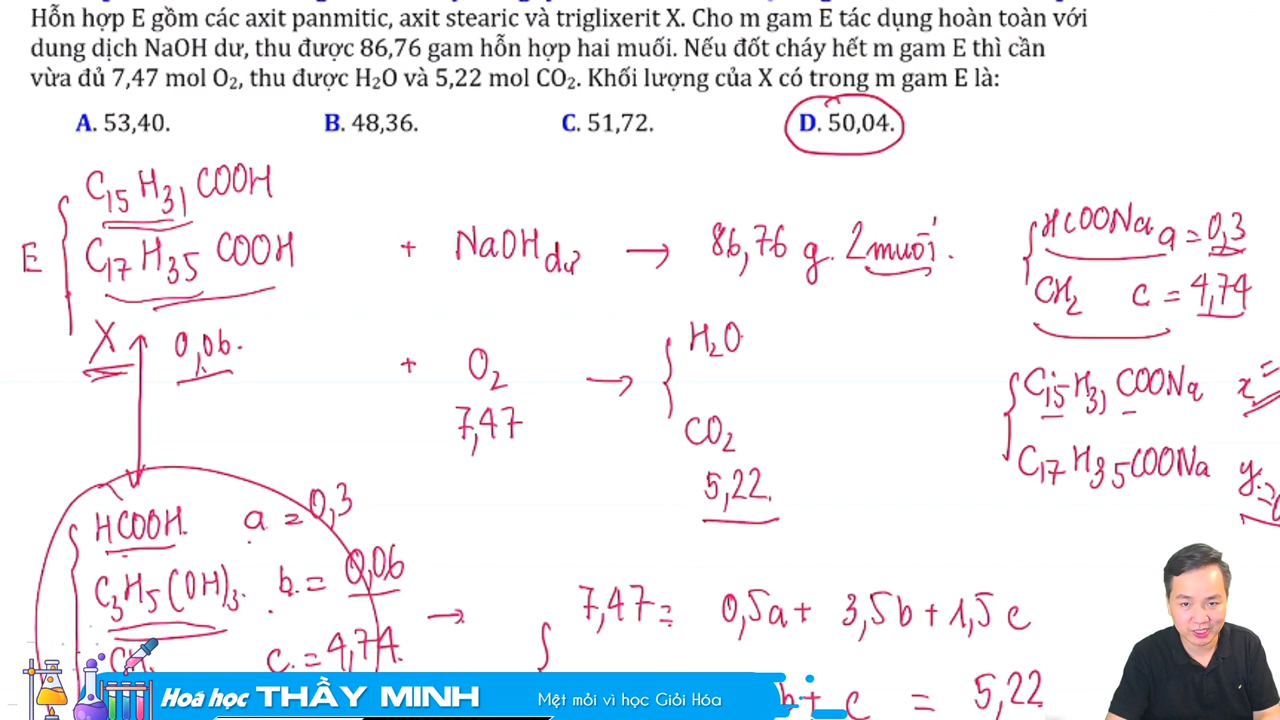 Hỗn hợp E gồm các axit panmitic, axit stearic và triglixerit X. Cho m gam E tác dụng hoàn toàn với
dung dịch NaOH dư, thu được 86,76 gam hỗn hợp hai muối. Nếu đốt cháy hết m gam E thì cần
vừa đủ 7,47 mol O₂, thu được H₂O và 5,22 mol CO₂. Khối lượng của X có trong m gam E là:
A. 53,40. B. 48,36. C. 51,72. D. 50,04.
C₁₅H₃₁COOH
E C₁₇H₃₅COOH + NaOH dư → 86,76 g 2 muối.
X 0,06.
+ O₂ → H₂O
7,47 CO₂
5,22.
HCOONa a = 0,3
CH₂ c = 4,74
C₁₅H₃₁COONa x =
C₁₇H₃₅COONa y =
HCOOH. a = 0,3
C₃H₅(OH)₃. b = 0,06
c = 4,74.
→ 7,47 = 0,5a + 3,5b + 1,5c
b + c = 5,22
Hoá học THẦY MINH
Mệt mỏi vì học Giỏi Hóa